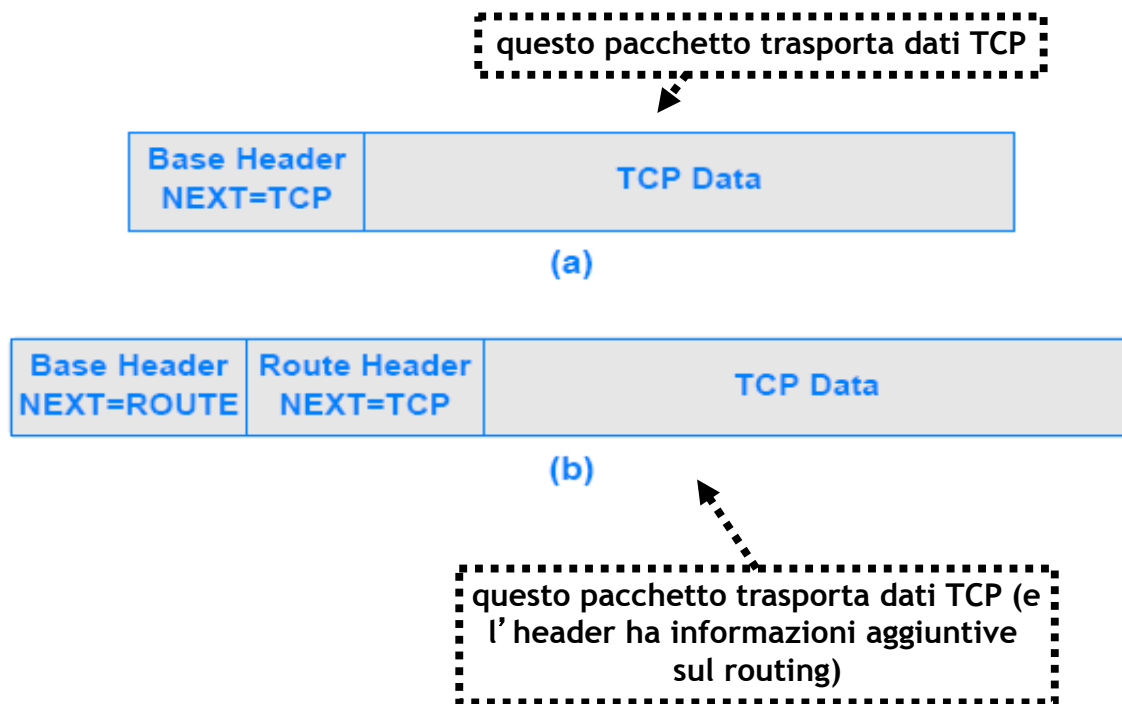 questo pacchetto trasporta dati TCP
Base Header
NEXT=TCP
TCP Data
(a)
Base Header
NEXT=ROUTE
Route Header
NEXT=TCP
TCP Data
(b)
questo pacchetto trasporta dati TCP (e
l’header ha informazioni aggiuntive
sul routing)